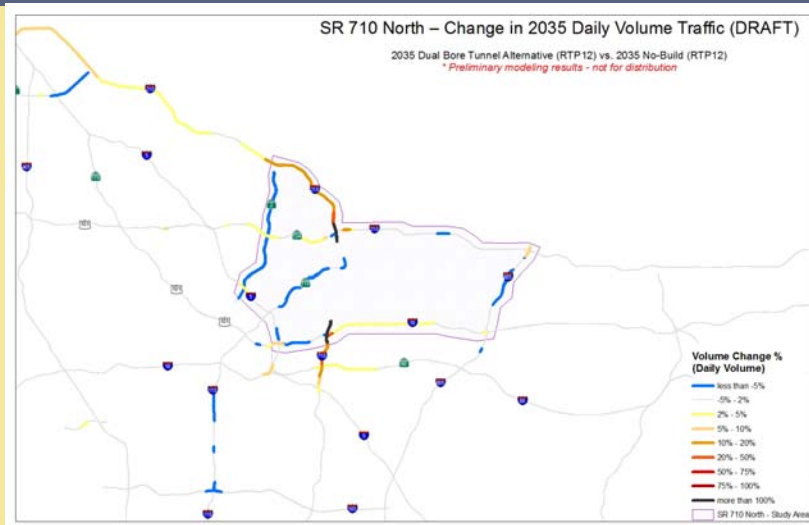 SR 710 North – Change in 2035 Daily Volume Traffic (DRAFT)
2035 Dual Bore Tunnel Alternative (RTP12) vs. 2035 No-Build (RTP12)
* Preliminary modeling results - not for distribution
Volume Change %
(Daily Volume)
less than -5%
-5% - 2%
2% - 5%
5% - 10%
10% - 20%
20% - 50%
50% - 75%
75% - 100%
more than 100%
SR 710 North - Study Area